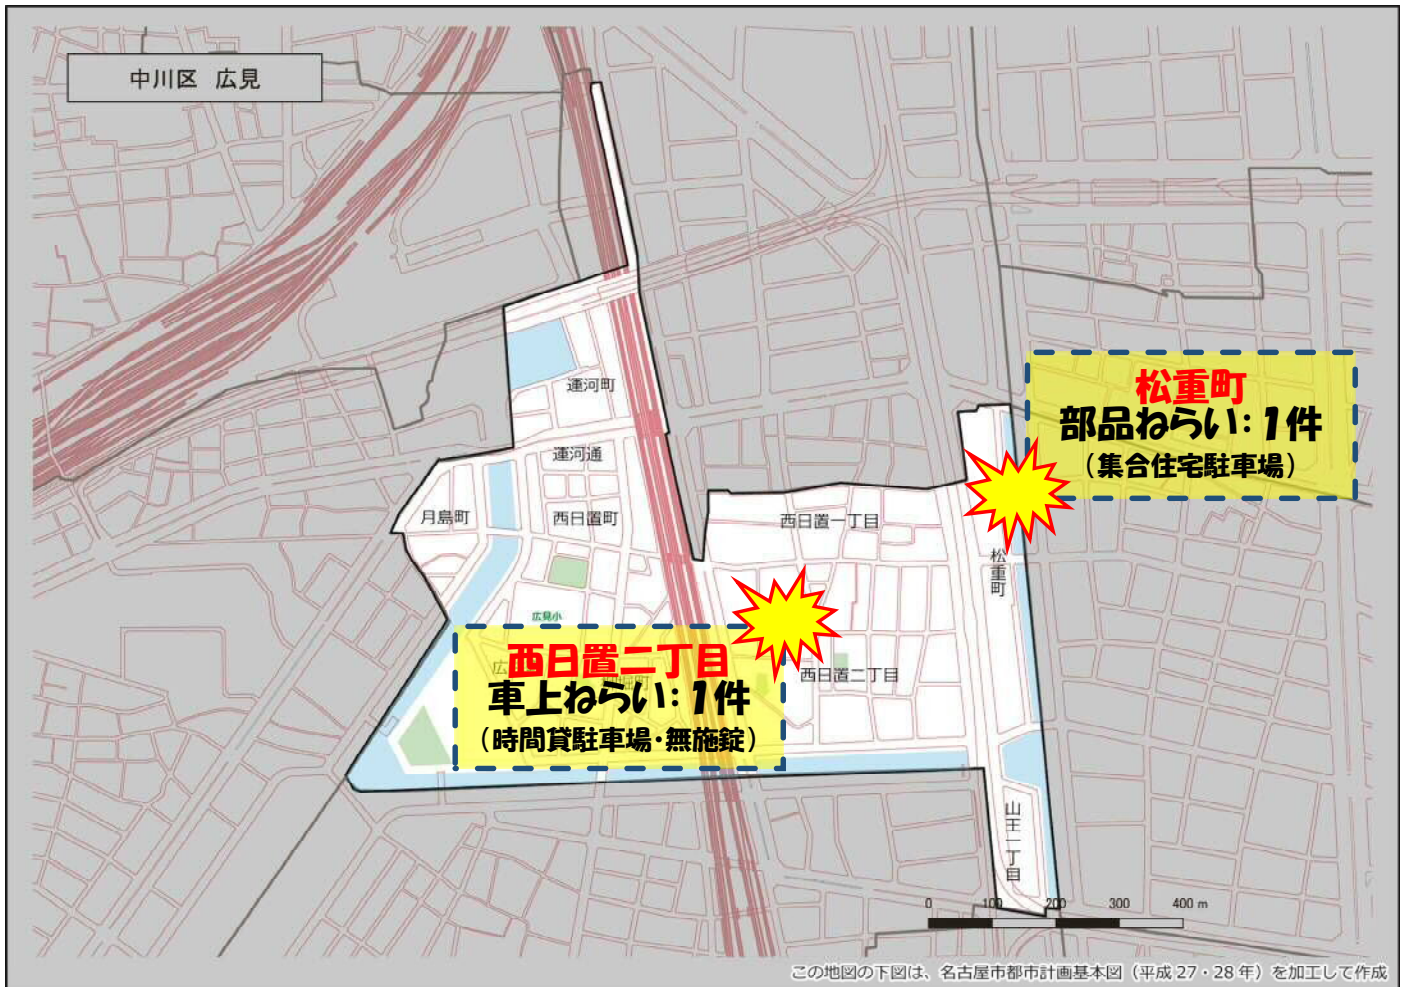 中川区 広見
運河町
運河通
月島町
西日置町
西日置一丁目
松重町
広見小
西日置二丁目
山王一丁目
松重町
部品ねらい：1件
（集合住宅駐車場）
西日置二丁目
車上ねらい：1件
（時間貸駐車場・無施錠）
0 100 200 300 400 m
この地図の下図は、名古屋市都市計画基本図（平成 27・28 年）を加工して作成